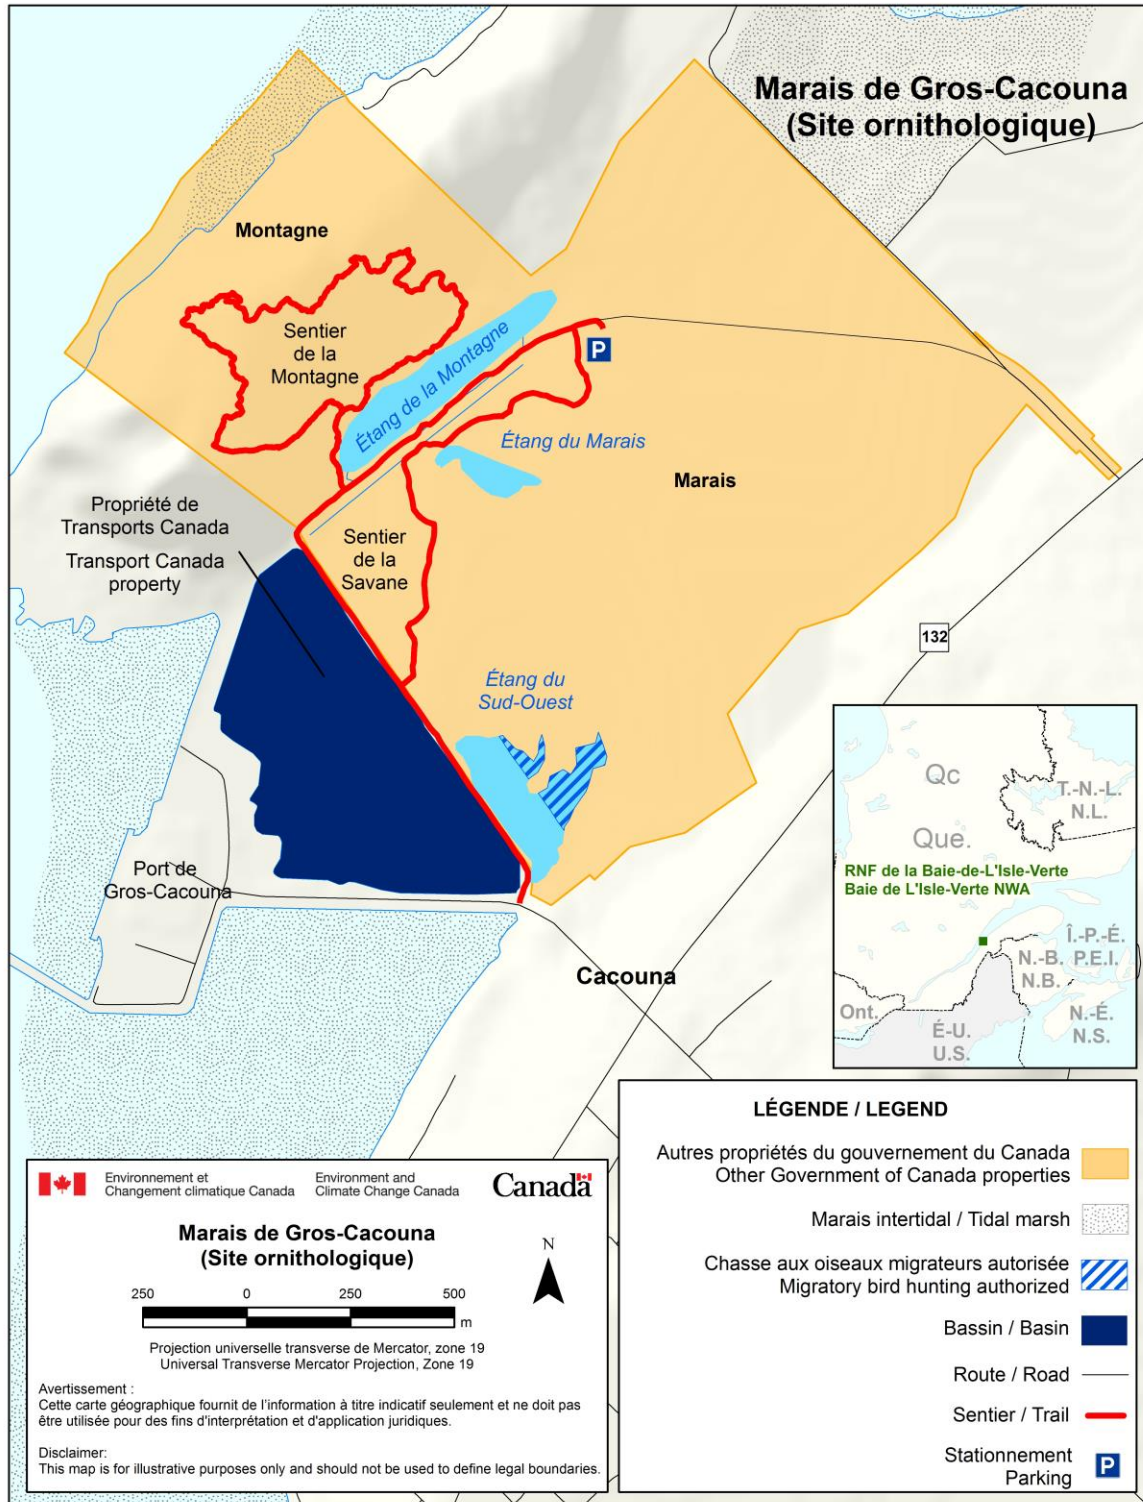 Marais de Gros-Cacouna
(Site ornithologique)
Montagne
Sentier
de la
Montagne
Étang de la Montagne
P
Étang du Marais
Marais
Propriété de
Transports Canada
Transport Canada
property
Sentier
de la
Savane
132
Étang du
Sud-Ouest
Port de
Gros-Cacouna
Cacouna
Qc
Que.
T.-N.-L.
N.L.
RNF de la Baie-de-L'Isle-Verte
Baie de L'Isle-Verte NWA
Î.-P.-É.
P.E.I.
N.-B.
N.B.
Ont.
É-U.
U.S.
N.-É.
N.S.
LÉGENDE / LEGEND
Autres propriétés du gouvernement du Canada
Other Government of Canada properties
Marais intertidal / Tidal marsh
Chasse aux oiseaux migrateurs autorisée
Migratory bird hunting authorized
Bassin / Basin
Route / Road
Sentier / Trail
Stationnement
Parking
P
Environnement et
Changement climatique Canada
Environment and
Climate Change Canada
Canada
Marais de Gros-Cacouna
(Site ornithologique)
N
250 0 250 500
m
Projection universelle transverse de Mercator, zone 19
Universal Transverse Mercator Projection, Zone 19
Avertissement :
Cette carte géographique fournit de l'information à titre indicatif seulement et ne doit pas
être utilisée pour des fins d'interprétation et d'application juridiques.
Disclaimer:
This map is for illustrative purposes only and should not be used to define legal boundaries.